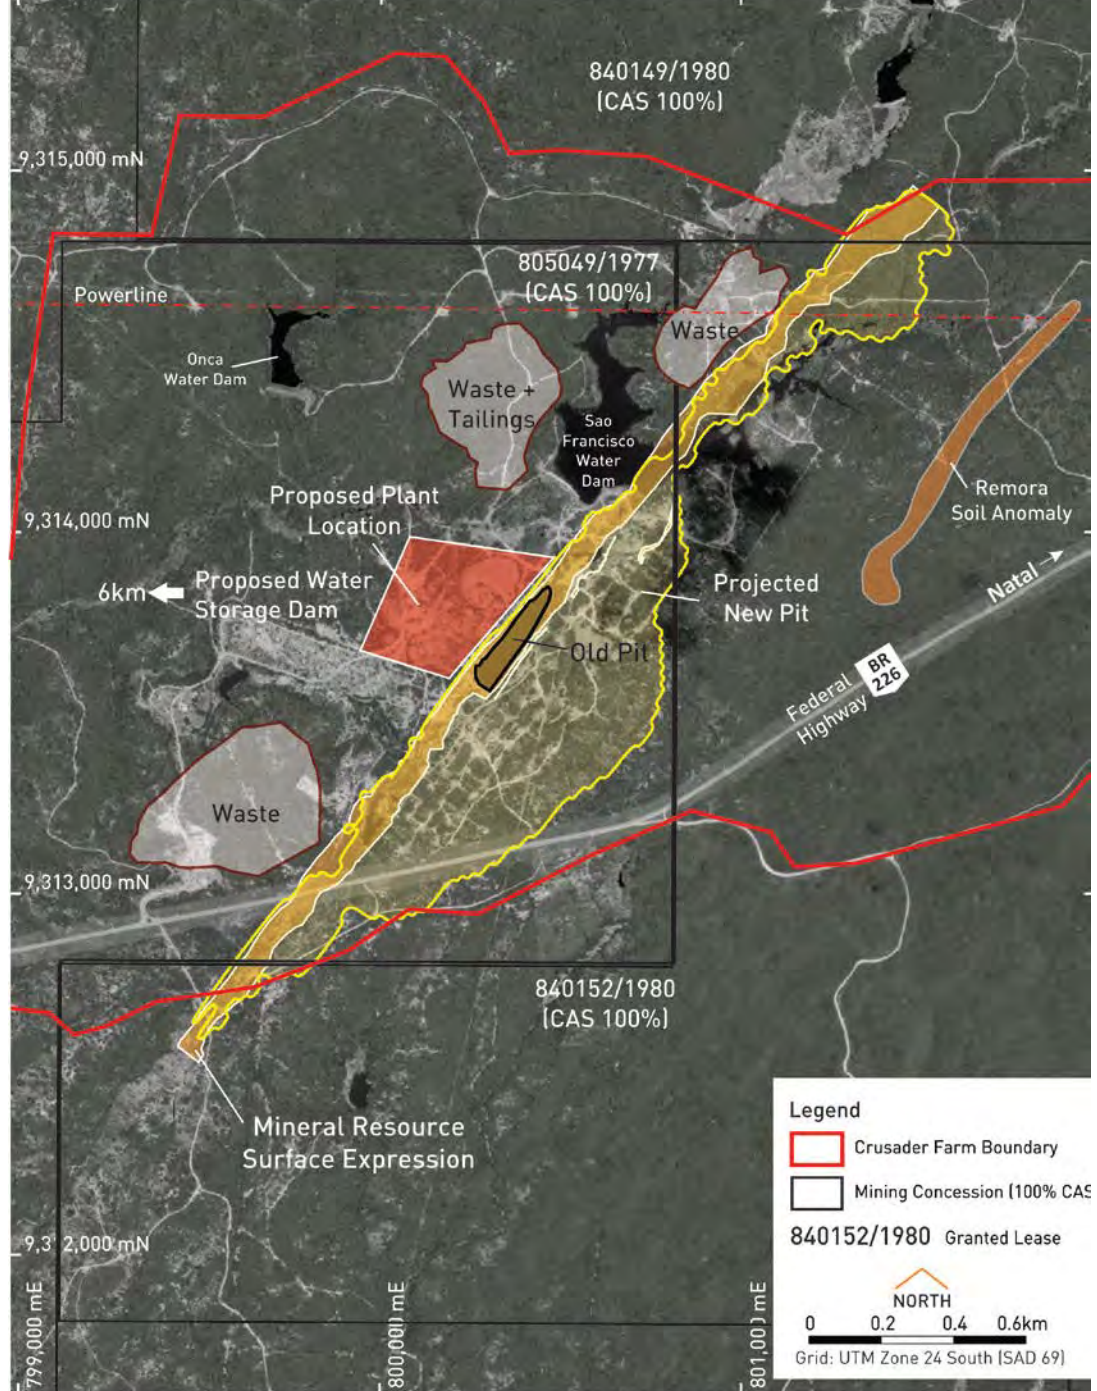 840149/1980
(CAS 100%)
9,315,000 mN
805049/1977
(CAS 100%)
Powerline
Waste
Onca
Water Dam
Waste +
Tailings
Sao
Francisco
Water
Dam
Remora
Soil Anomaly
Proposed Plant
Location
9,314,000 mN
Natal
6km
Proposed Water
Storage Dam
Projected
New Pit
Old Pit
BR
226
Federal
Highway
Waste
9,313,000 mN
840152/1980
(CAS 100%)
Mineral Resource
Surface Expression
9,312,000 mN
799,000 mE
800,000 mE
801,000 mE
Legend
Crusader Farm Boundary
Mining Concession (100% CAS
840152/1980 Granted Lease
NORTH
0 0.2 0.4 0.6km
Grid: UTM Zone 24 South (SAD 69)